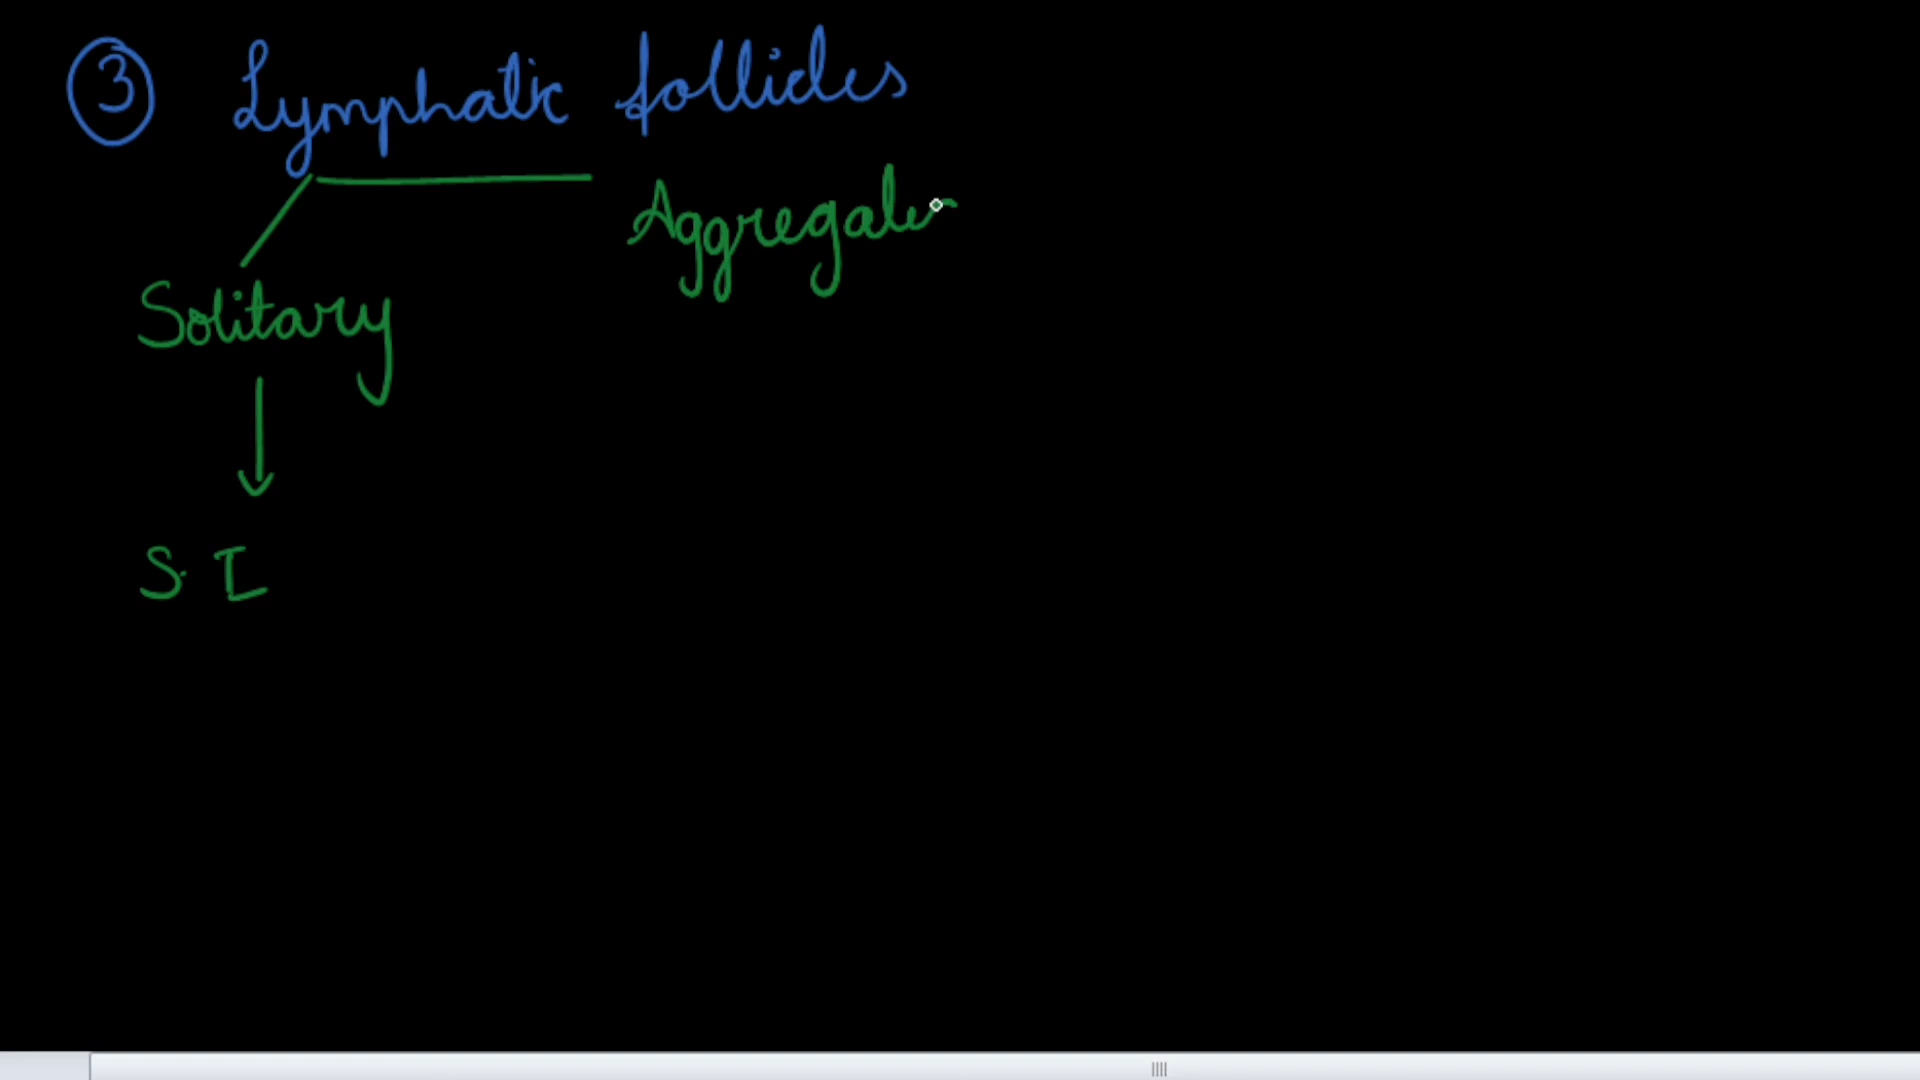 ③ Lymphatic follicles
Aggregate
Solitary
S. I